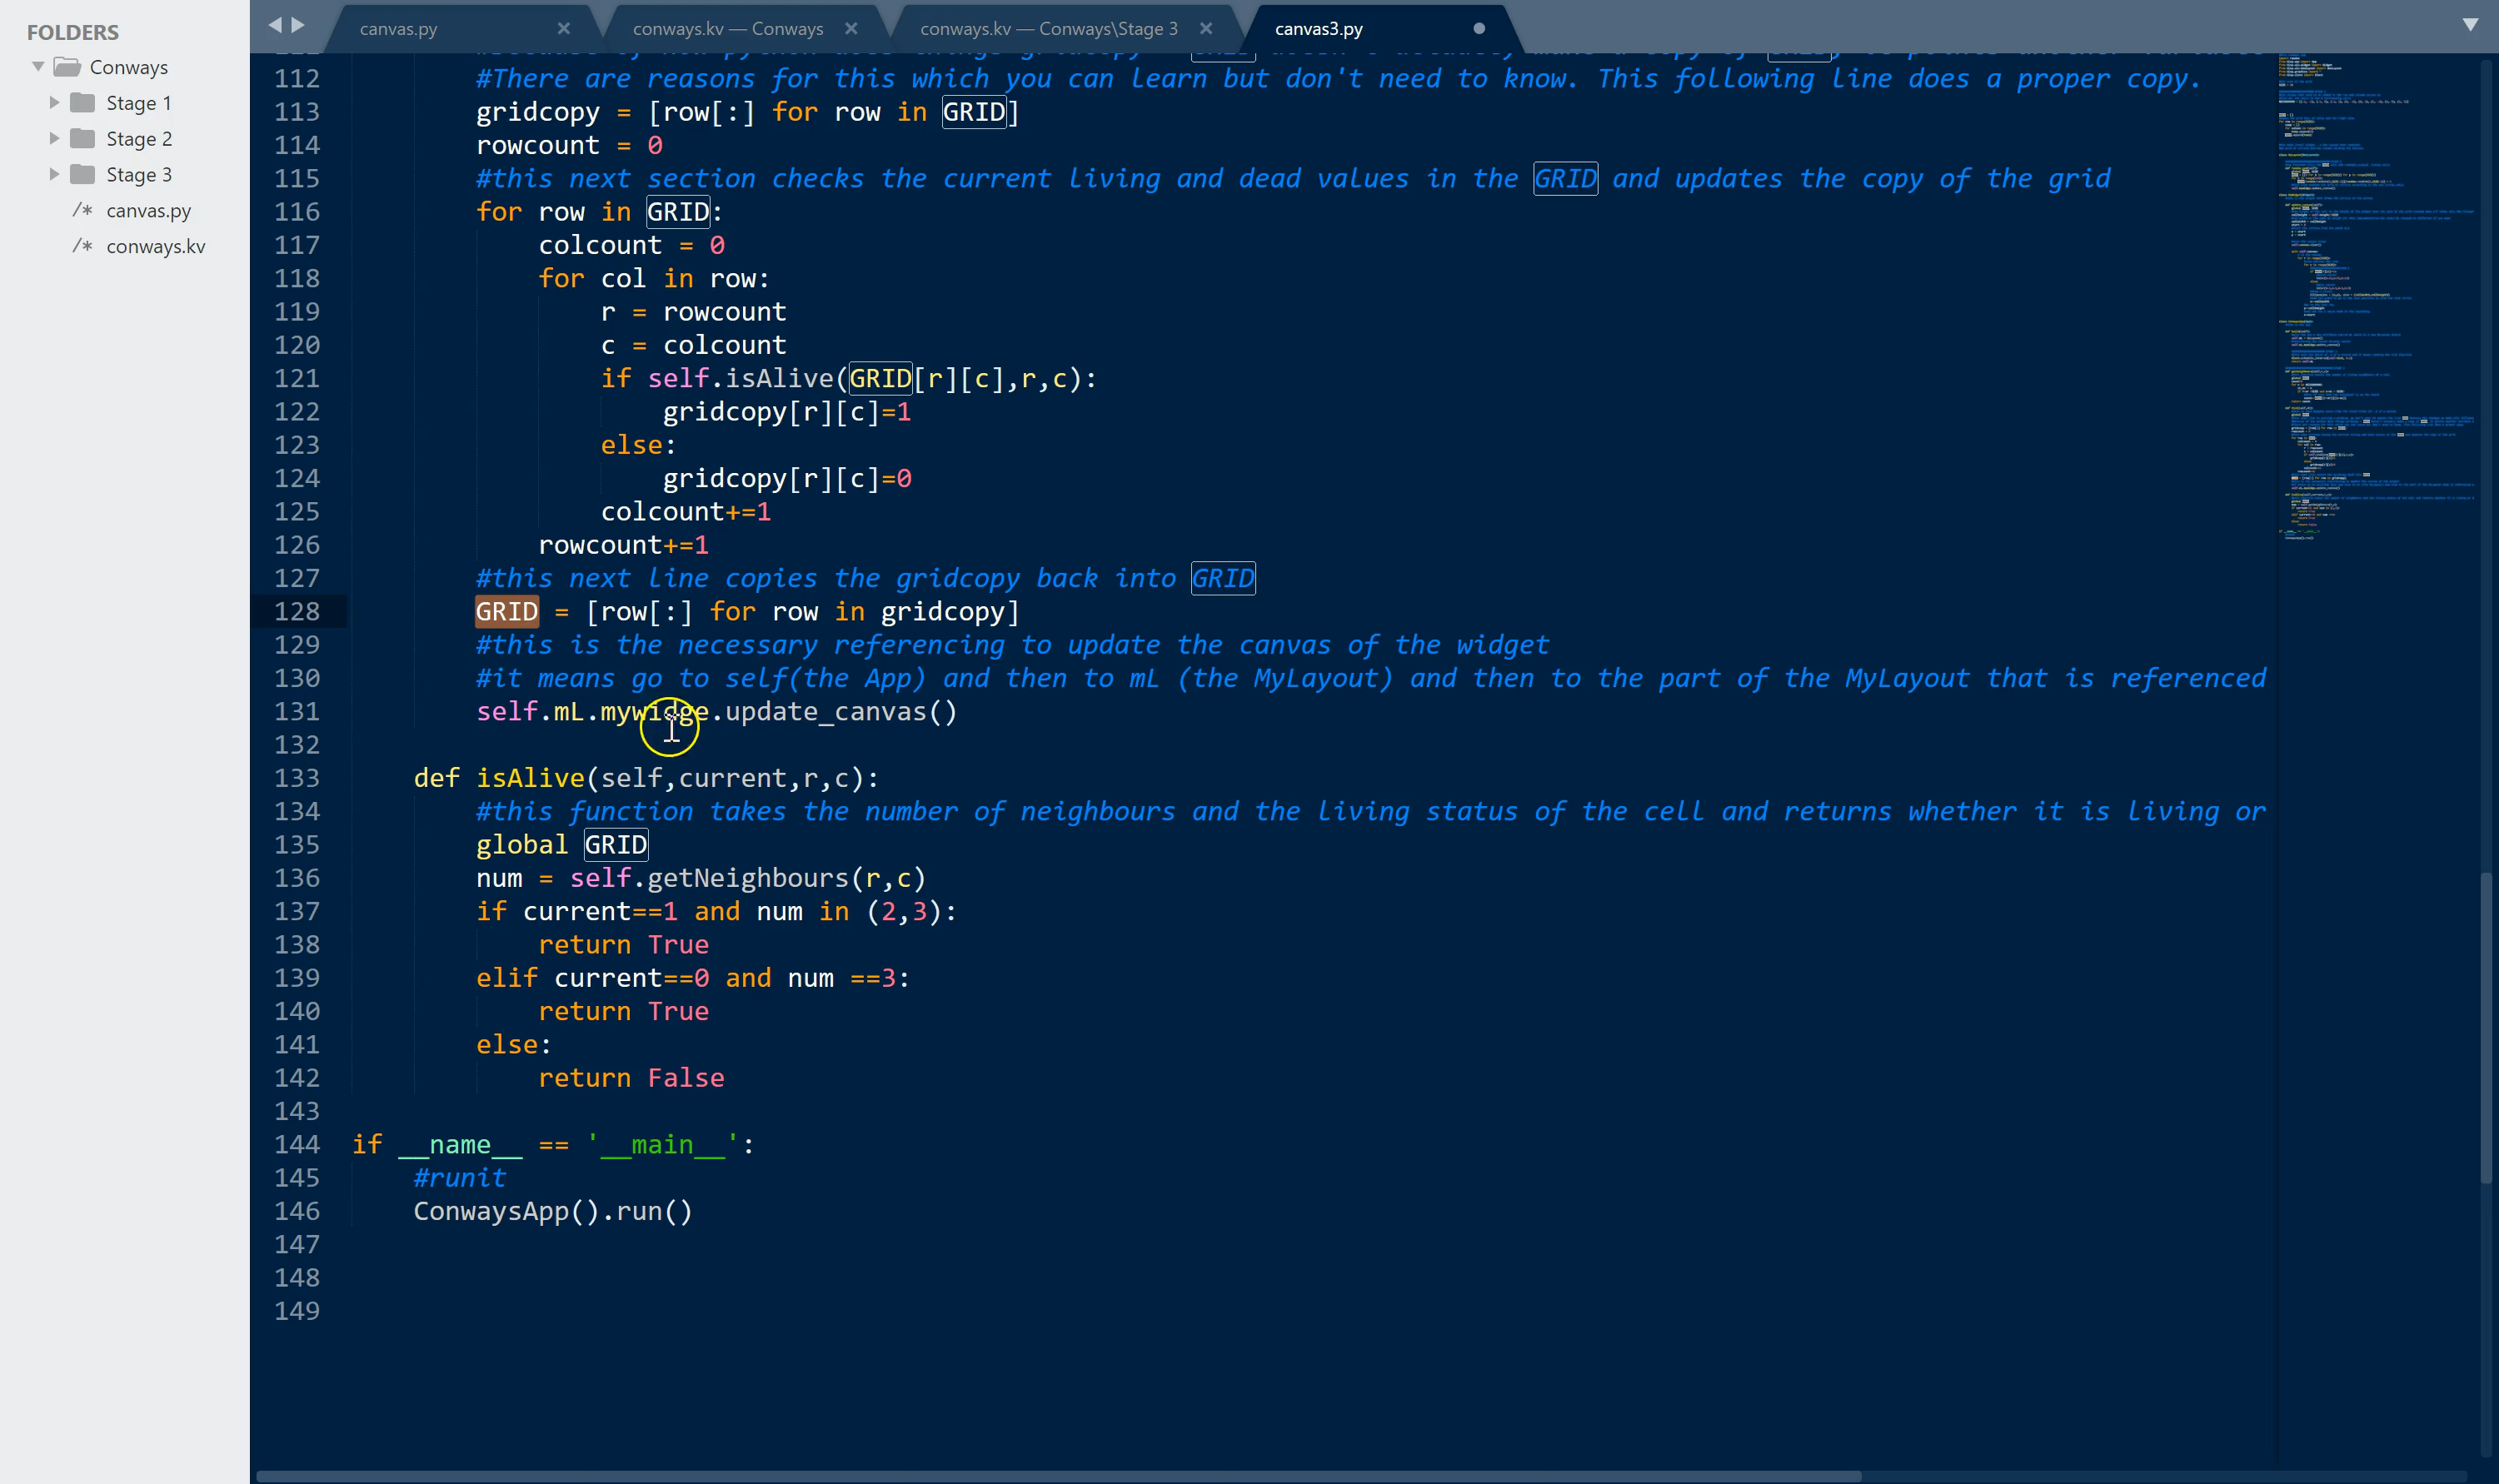 FOLDERS
Conways
Stage 1
Stage 2
Stage 3
/* canvas.py
/* conways.kv
canvas.py
conways.kv — Conways
conways.kv — Conways\Stage 3
canvas3.py
112 #There are reasons for this which you can learn but don't need to know. This following line does a proper copy.
113 gridcopy = [row[:] for row in GRID]
114 rowcount = 0
115 #this next section checks the current living and dead values in the GRID and updates the copy of the grid
116 for row in GRID:
117 colcount = 0
118 for col in row:
119 r = rowcount
120 c = colcount
121 if self.isAlive(GRID[r][c],r,c):
122 gridcopy[r][c]=1
123 else:
124 gridcopy[r][c]=0
125 colcount+=1
126 rowcount+=1
127 #this next line copies the gridcopy back into GRID
128 GRID = [row[:] for row in gridcopy]
129 #this is the necessary referencing to update the canvas of the widget
130 #it means go to self(the App) and then to mL (the MyLayout) and then to the part of the MyLayout that is referenced
131 self.mL.mywidge.update_canvas()
132
133 def isAlive(self,current,r,c):
134 #this function takes the number of neighbours and the living status of the cell and returns whether it is living or
135 global GRID
136 num = self.getNeighbours(r,c)
137 if current==1 and num in (2,3):
138 return True
139 elif current==0 and num ==3:
140 return True
141 else:
142 return False
143
144 if __name__ == '__main__':
145 #runit
146 ConwaysApp().run()
147
148
149